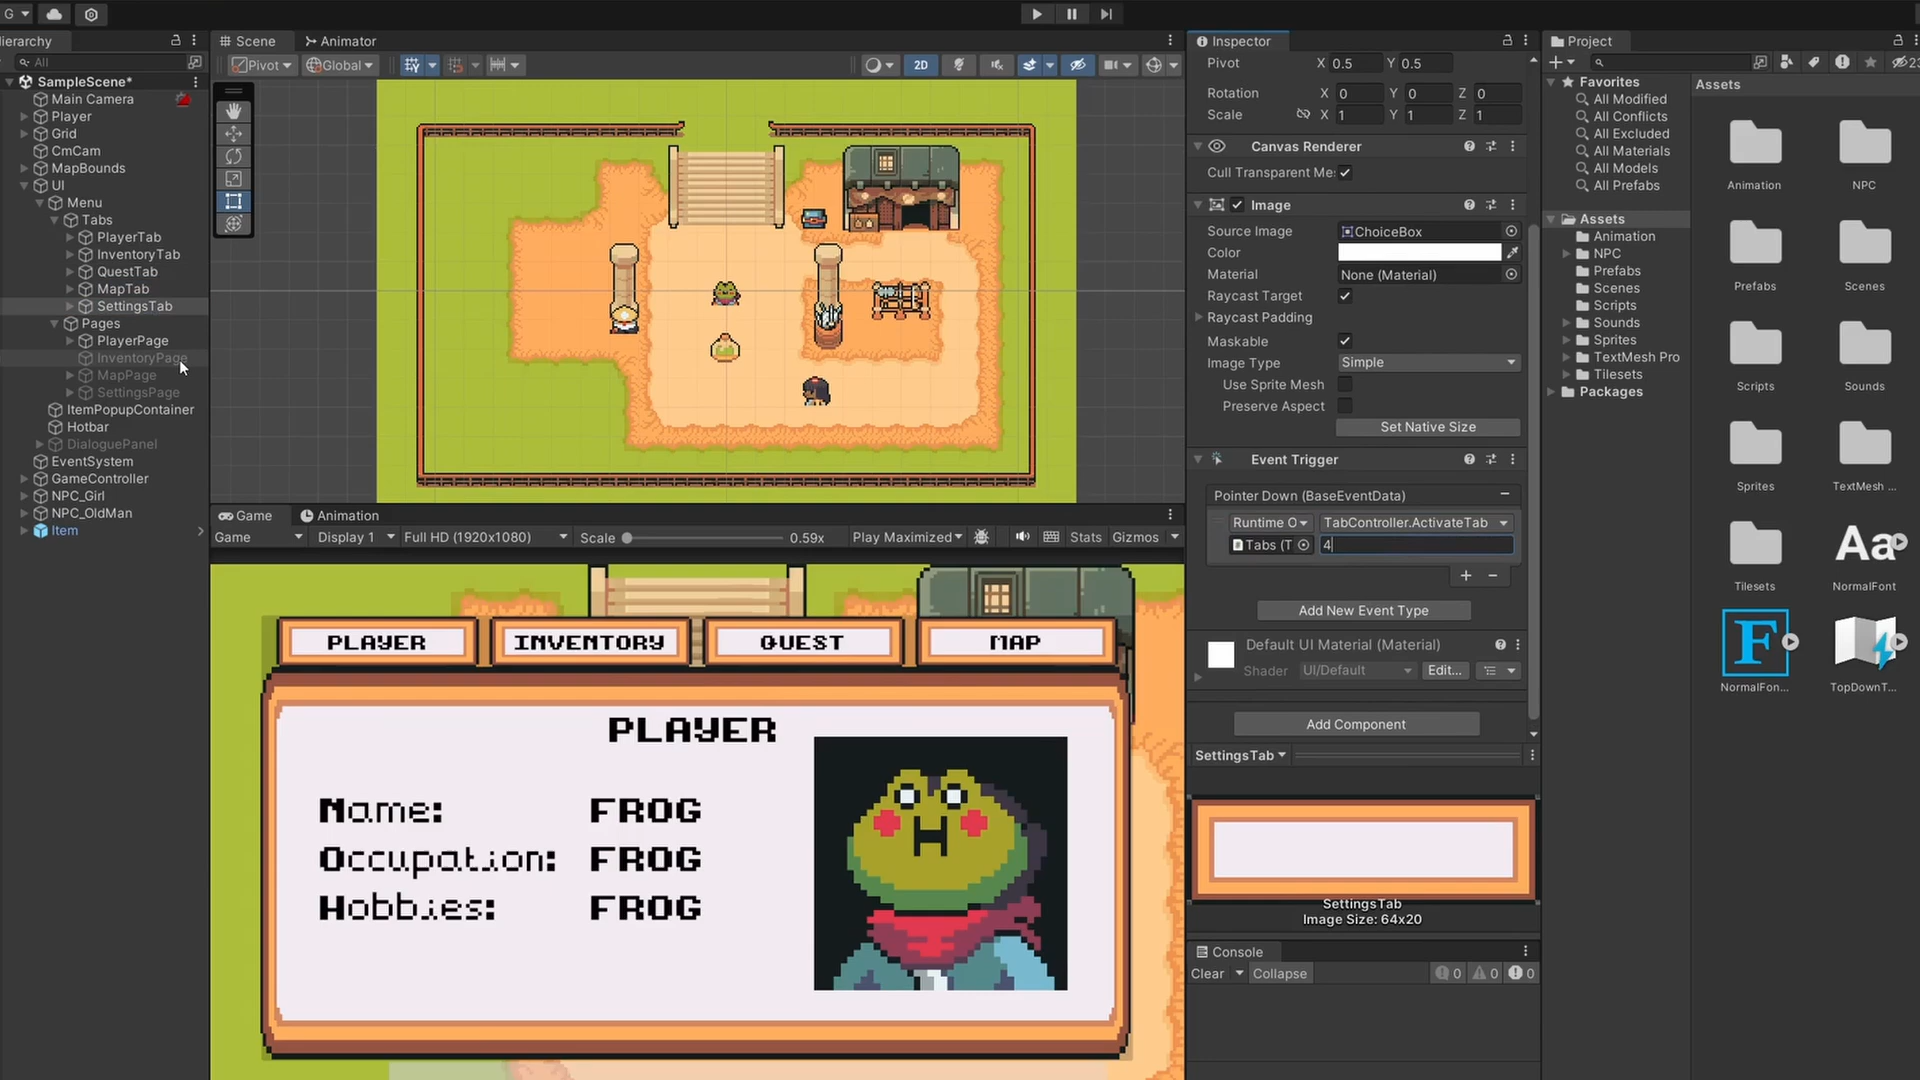 G
Hierarchy
All
SampleScene*
Main Camera
Player
Grid
CmCam
MapBounds
UI
Menu
Tabs
PlayerTab
InventoryTab
QuestTab
MapTab
SettingsTab
Pages
PlayerPage
InventoryPage
MapPage
SettingsPage
ItemPopupContainer
Hotbar
DialoguePanel
EventSystem
GameController
NPC_Girl
NPC_OldMan
Item
Scene
Animator
Pivot
Global
2D
Game
Animation
Game
Display 1
Full HD (1920x1080)
Scale
0.59x
Play Maximized
Stats
Gizmos
PLAYER
INVENTORY
QUEST
MAP
PLAYER
Name: FROG
Occupation: FROG
Hobbies: FROG
Inspector
Pivot X 0.5 Y 0.5
Rotation X 0 Y 0 Z 0
Scale X 1 Y 1 Z 1
Canvas Renderer
Cull Transparent Me
Image
Source Image ChoiceBox
Color
Material None (Material)
Raycast Target
Raycast Padding
Maskable
Image Type Simple
Use Sprite Mesh
Preserve Aspect
Set Native Size
Event Trigger
Pointer Down (BaseEventData)
Runtime O TabController.ActivateTab
Tabs (T 4
Add New Event Type
Default UI Material (Material)
Shader UI/Default Edit...
Add Component
SettingsTab
SettingsTab
Image Size: 64x20
Console
Clear Collapse 0 0 0
Project
23
Favorites
All Modified
All Conflicts
All Excluded
All Materials
All Models
All Prefabs
Assets
Animation
NPC
Prefabs
Scenes
Scripts
Sounds
Sprites
TextMesh Pro
Tilesets
Packages
Assets
Animation
NPC
Prefabs
Scenes
Scripts
Sounds
Sprites
TextMesh ...
Tilesets
Aa
NormalFont
F
NormalFon...
TopDownT...